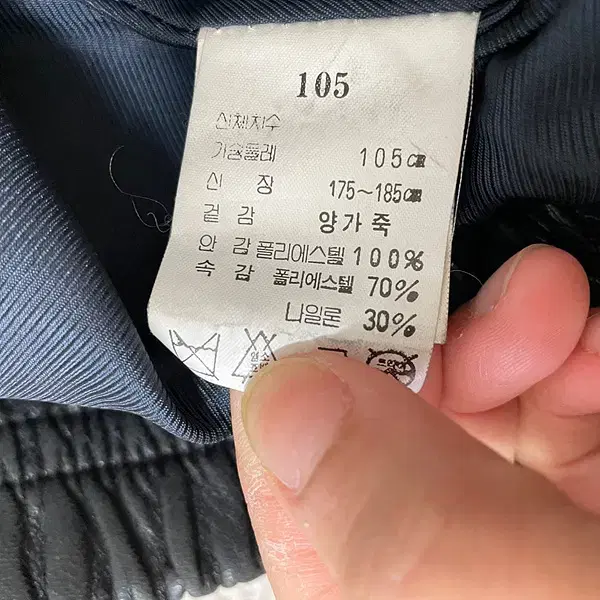 105
신체치수
가슴둘레 105cm
신 장 175~185cm
겉 감 양가죽
안 감 폴리에스텔 100%
속 감 폴리에스텔 70%
나일론 30%
염소